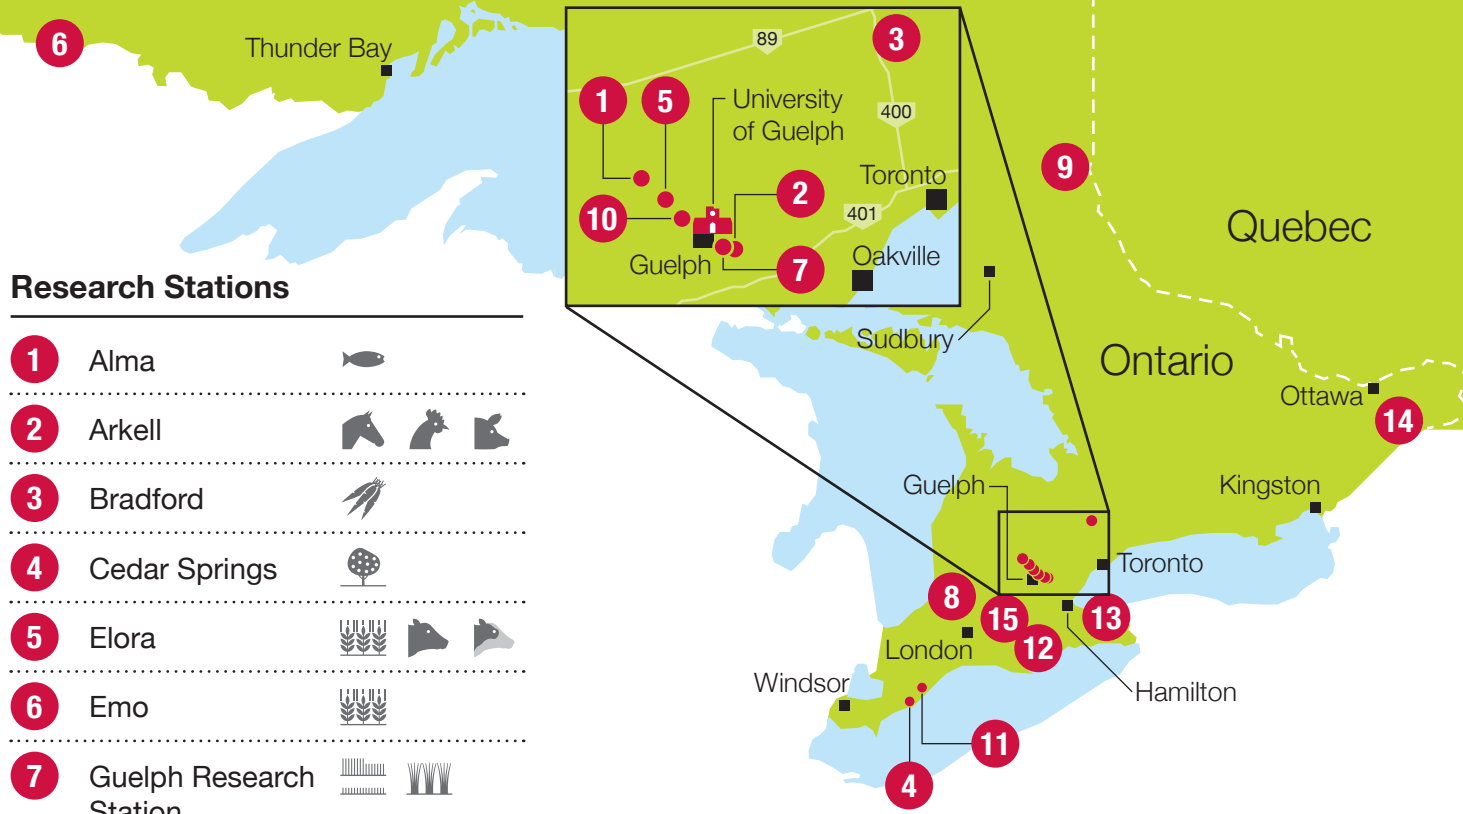 6
Thunder Bay
89
3
1
5
University
of Guelph
400
9
Toronto
2
10
401
Quebec
Guelph
7
Oakville
Sudbury
Ontario
Ottawa
14
Guelph
Kingston
Toronto
8
15
13
12
London
Windsor
Hamilton
11
4
Research Stations
1 Alma
2 Arkell
3 Bradford
4 Cedar Springs
5 Elora
6 Emo
7 Guelph Research
Station